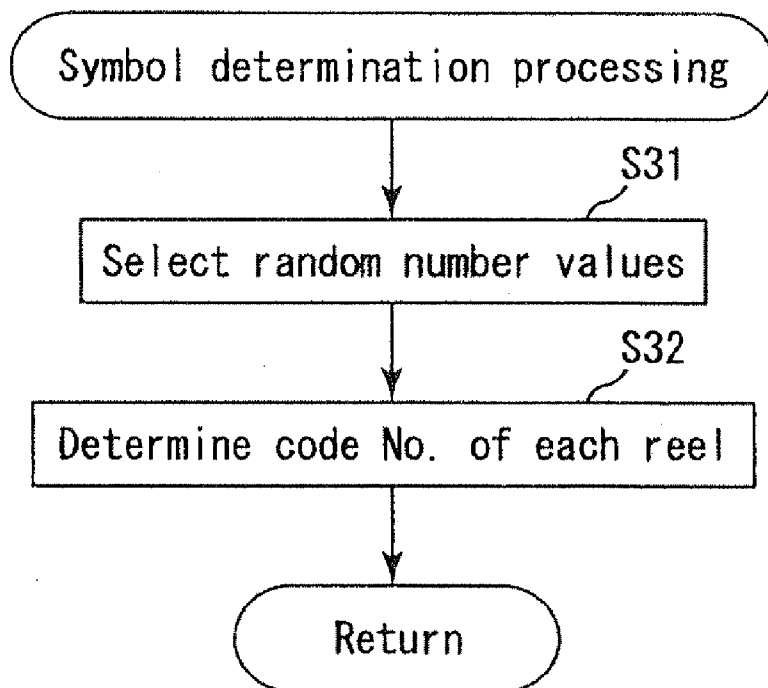 Symbol determination processing
S31
Select random number values
S32
Determine code No. of each reel
Return